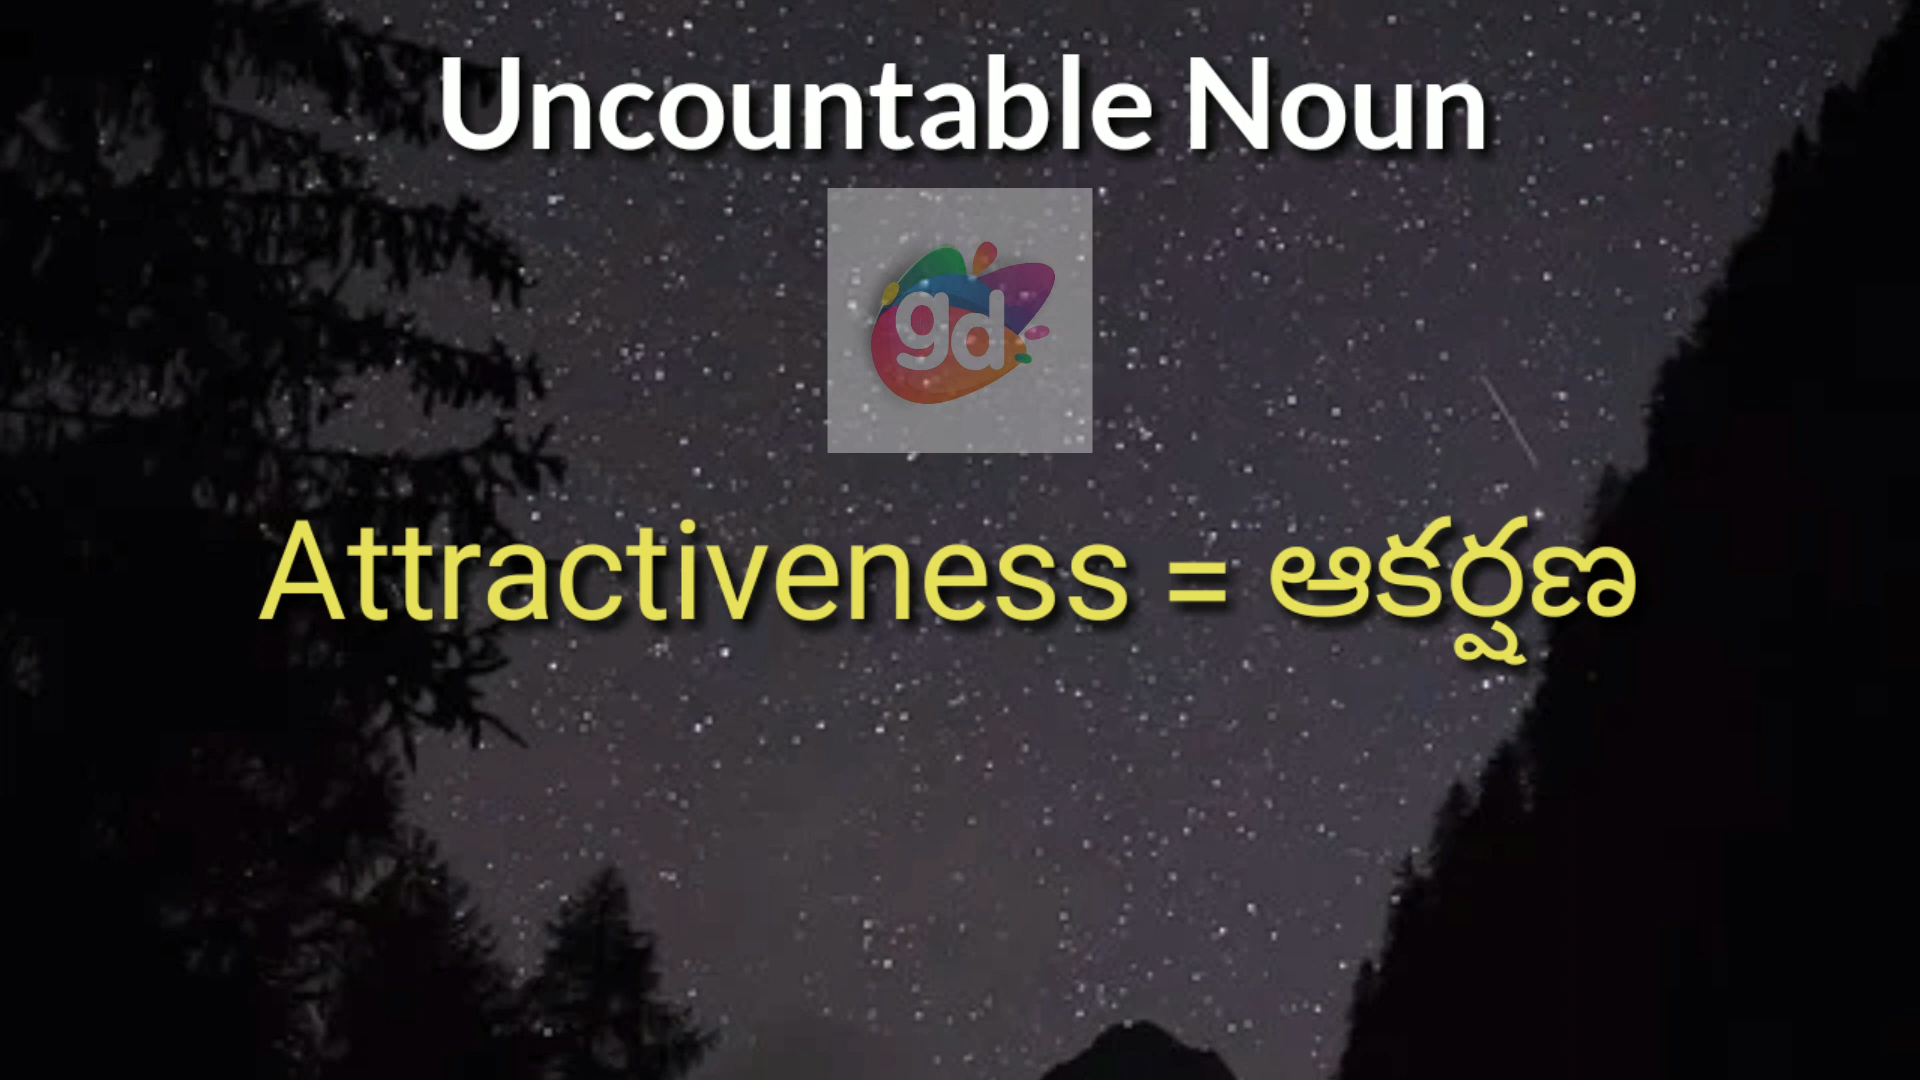 Uncountable Noun
gd
Attractiveness = ఆకర్షణ